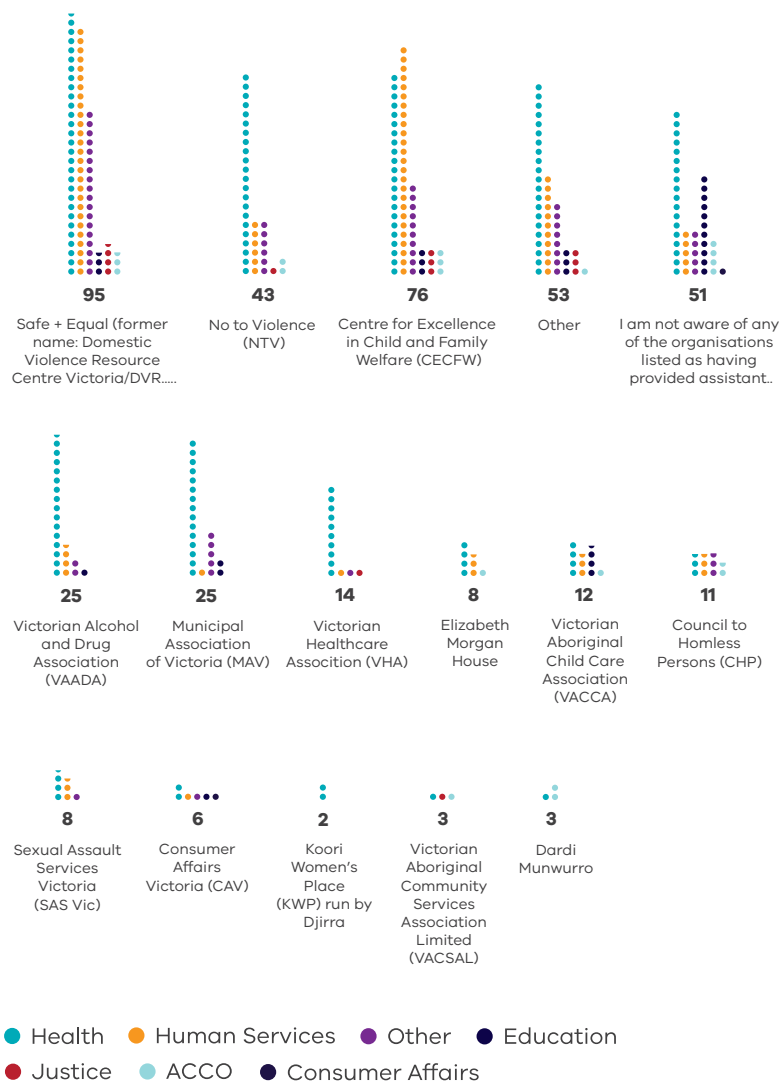 95
43
76
53
51
Safe + Equal (former
name: Domestic
Violence Resource
Centre Victoria/DVR.....
No to Violence
(NTV)
Centre for Excellence
in Child and Family
Welfare (CECFW)
Other
I am not aware of any
of the organisations
listed as having
provided assistant..
25
25
14
8
12
11
Victorian Alcohol
and Drug
Association
(VAADA)
Municipal
Association
of Victoria (MAV)
Victorian
Healthcare
Assocition (VHA)
Elizabeth
Morgan
House
Victorian
Aboriginal
Child Care
Association
(VACCA)
Council to
Homless
Persons (CHP)
8
6
2
3
3
Sexual Assault
Services
Victoria
(SAS Vic)
Consumer
Affairs
Victoria (CAV)
Koori
Women's
Place
(KWP) run by
Djirra
Victorian
Aboriginal
Community
Services
Association
Limited
(VACSAL)
Dardi
Munwurro
Health
Human Services
Other
Education
Justice
ACCO
Consumer Affairs